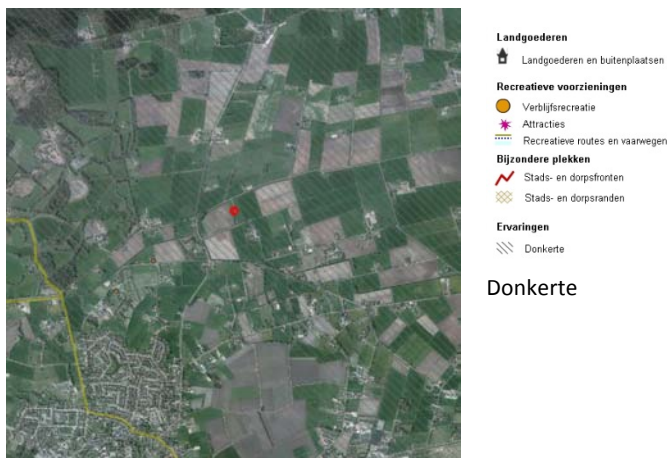 Landgoederen
Landgoederen en buitenplaatsen
Recreatieve voorzieningen
Verblijfsrecreatie
Attracties
Recreatieve routes en vaarwegen
Bijzondere plekken
Stads- en dorpsfronten
Stads- en dorpsranden
Ervaringen
Donkerte
Donkerte